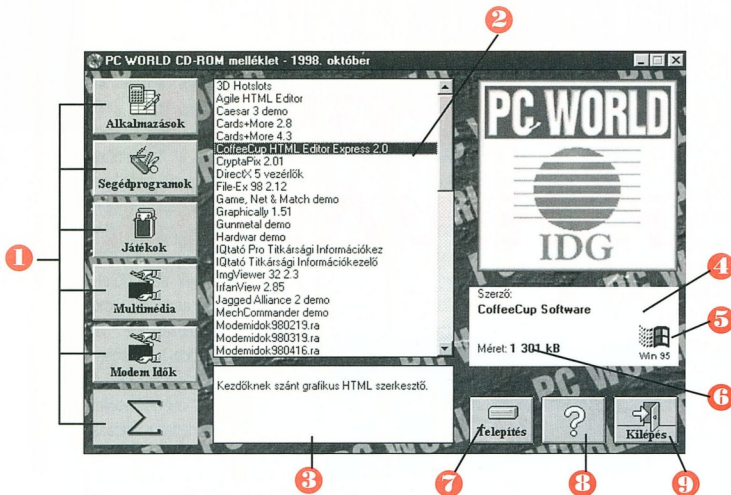 2
PC WORLD CD-ROM melléklet - 1998. október
Alkalmazások
Segédprogramok
Játékok
Multimédia
Modem Idők
Σ
1
3D Hotslots
Agile HTML Editor
Caesar 3 demo
Cards+More 2.8
Cards+More 4.3
CoffeeCup HTML Editor Express 2.0
CryptaPix 2.01
DirectX 5 vezérlők
File-Ex 98 2.12
Game, Net & Match demo
Graphically 1.51
Gunmetal demo
Hardwar demo
IQtató Pro Titkársági Információkez
IQtató Titkársági Információkezelő
ImgViewer 32 2.3
IrfanView 2.85
Jagged Alliance 2 demo
MechCommander demo
Modemidok980219.ra
Modemidok980319.ra
Modemidok980416.ra
Kezdőknek szánt grafikus HTML szerkesztő.
3
PC WORLD
IDG
Szerző:
CoffeeCup Software
Méret: 1 301 kB
Win 95
4
5
6
Telepítés
?
Kilépés
7
8
9